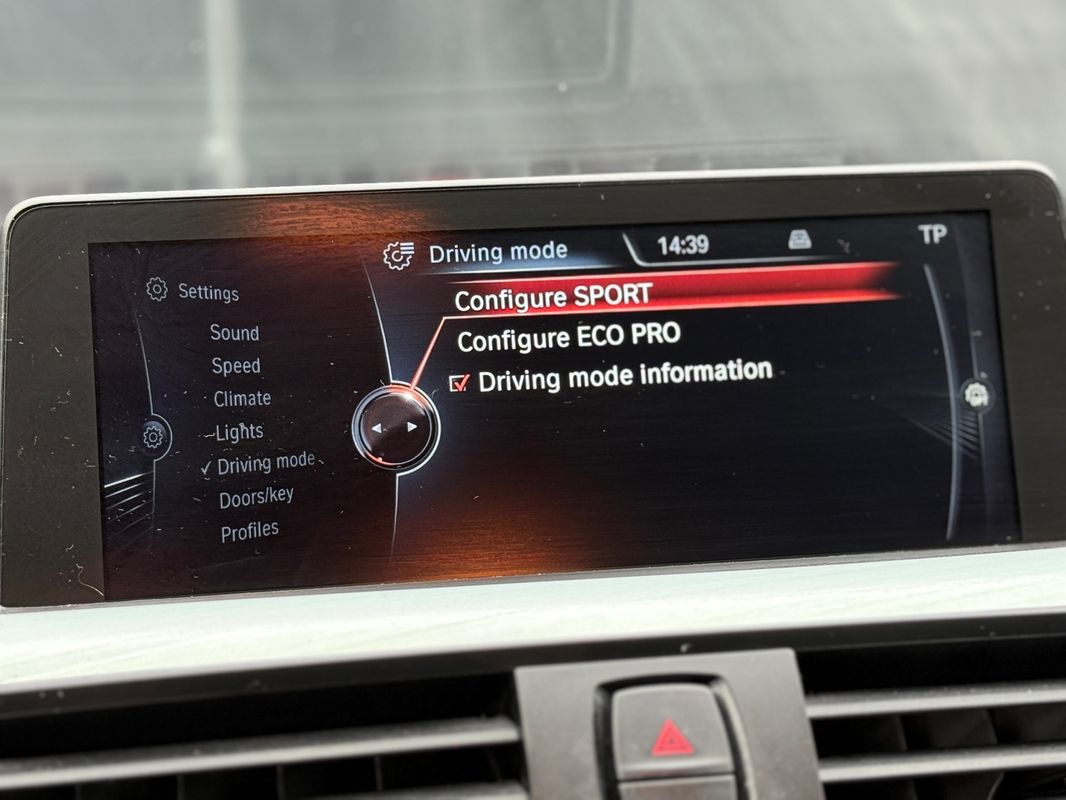 Driving mode
14:39
TP
Settings
Sound
Speed
Climate
Lights
Driving mode
Doors/key
Profiles
Configure SPORT
Configure ECO PRO
Driving mode information